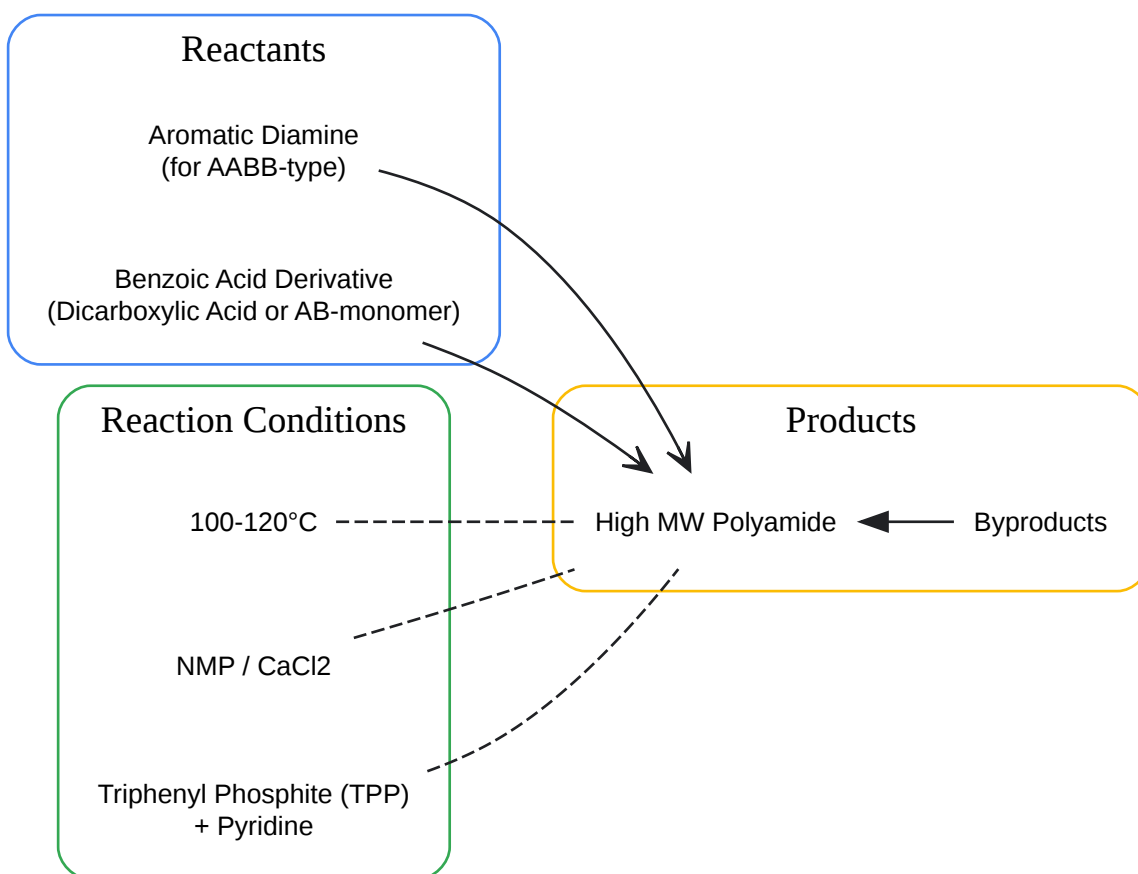 Reactants
Aromatic Diamine
(for AABB-type)
Benzoic Acid Derivative
(Dicarboxylic Acid or AB-monomer)
Reaction Conditions
100-120°C
NMP / CaCl2
Triphenyl Phosphite (TPP)
+ Pyridine
Products
High MW Polyamide
Byproducts